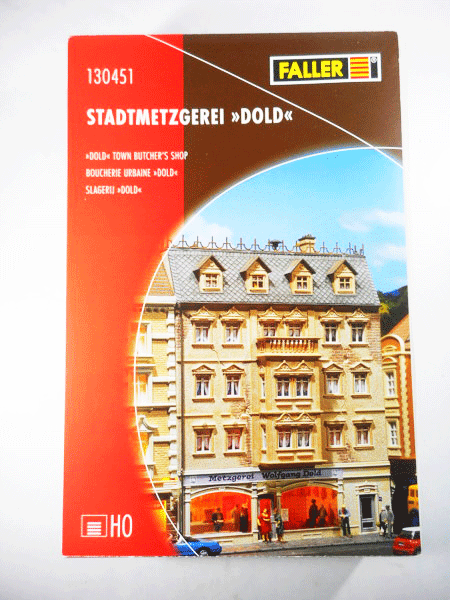 130451
FALLER
STADTMETZGEREI »DOLD«
»DOLD« TOWN BUTCHER'S SHOP
BOUCHERIE URBAINE »DOLD«
SLAGERIJ »DOLD«
Metzgerei Wolfgang Dold
HO